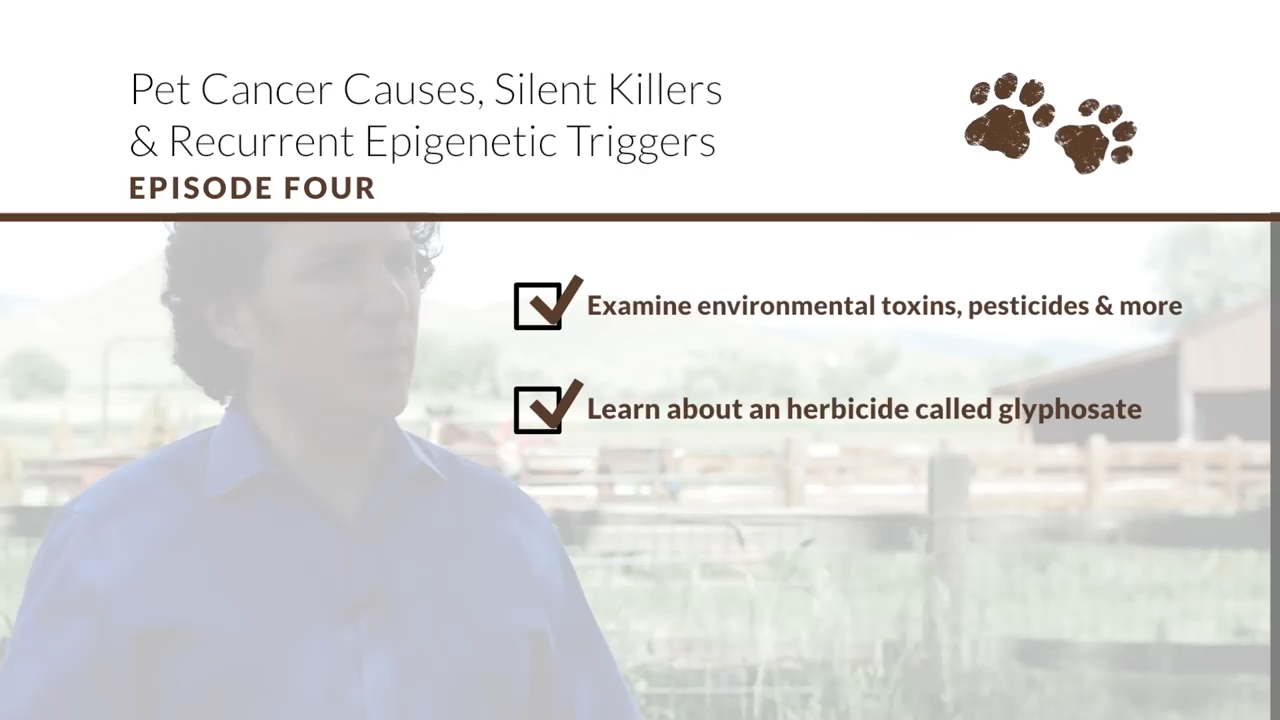 Pet Cancer Causes, Silent Killers
& Recurrent Epigenetic Triggers
EPISODE FOUR
Examine environmental toxins, pesticides & more
Learn about an herbicide called glyphosate